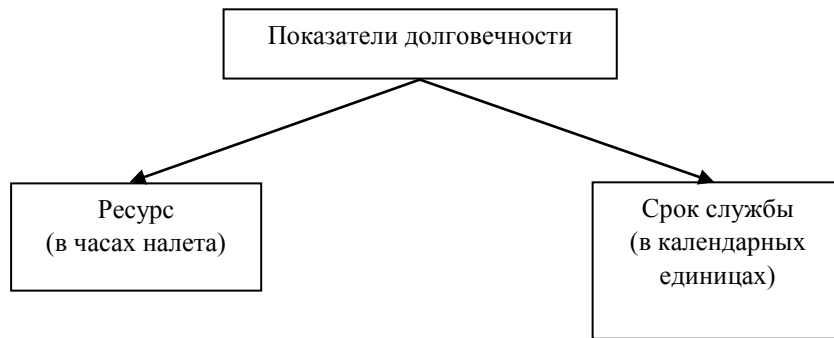 Показатели долговечности
Ресурс
(в часах налета)
Срок службы
(в календарных
единицах)